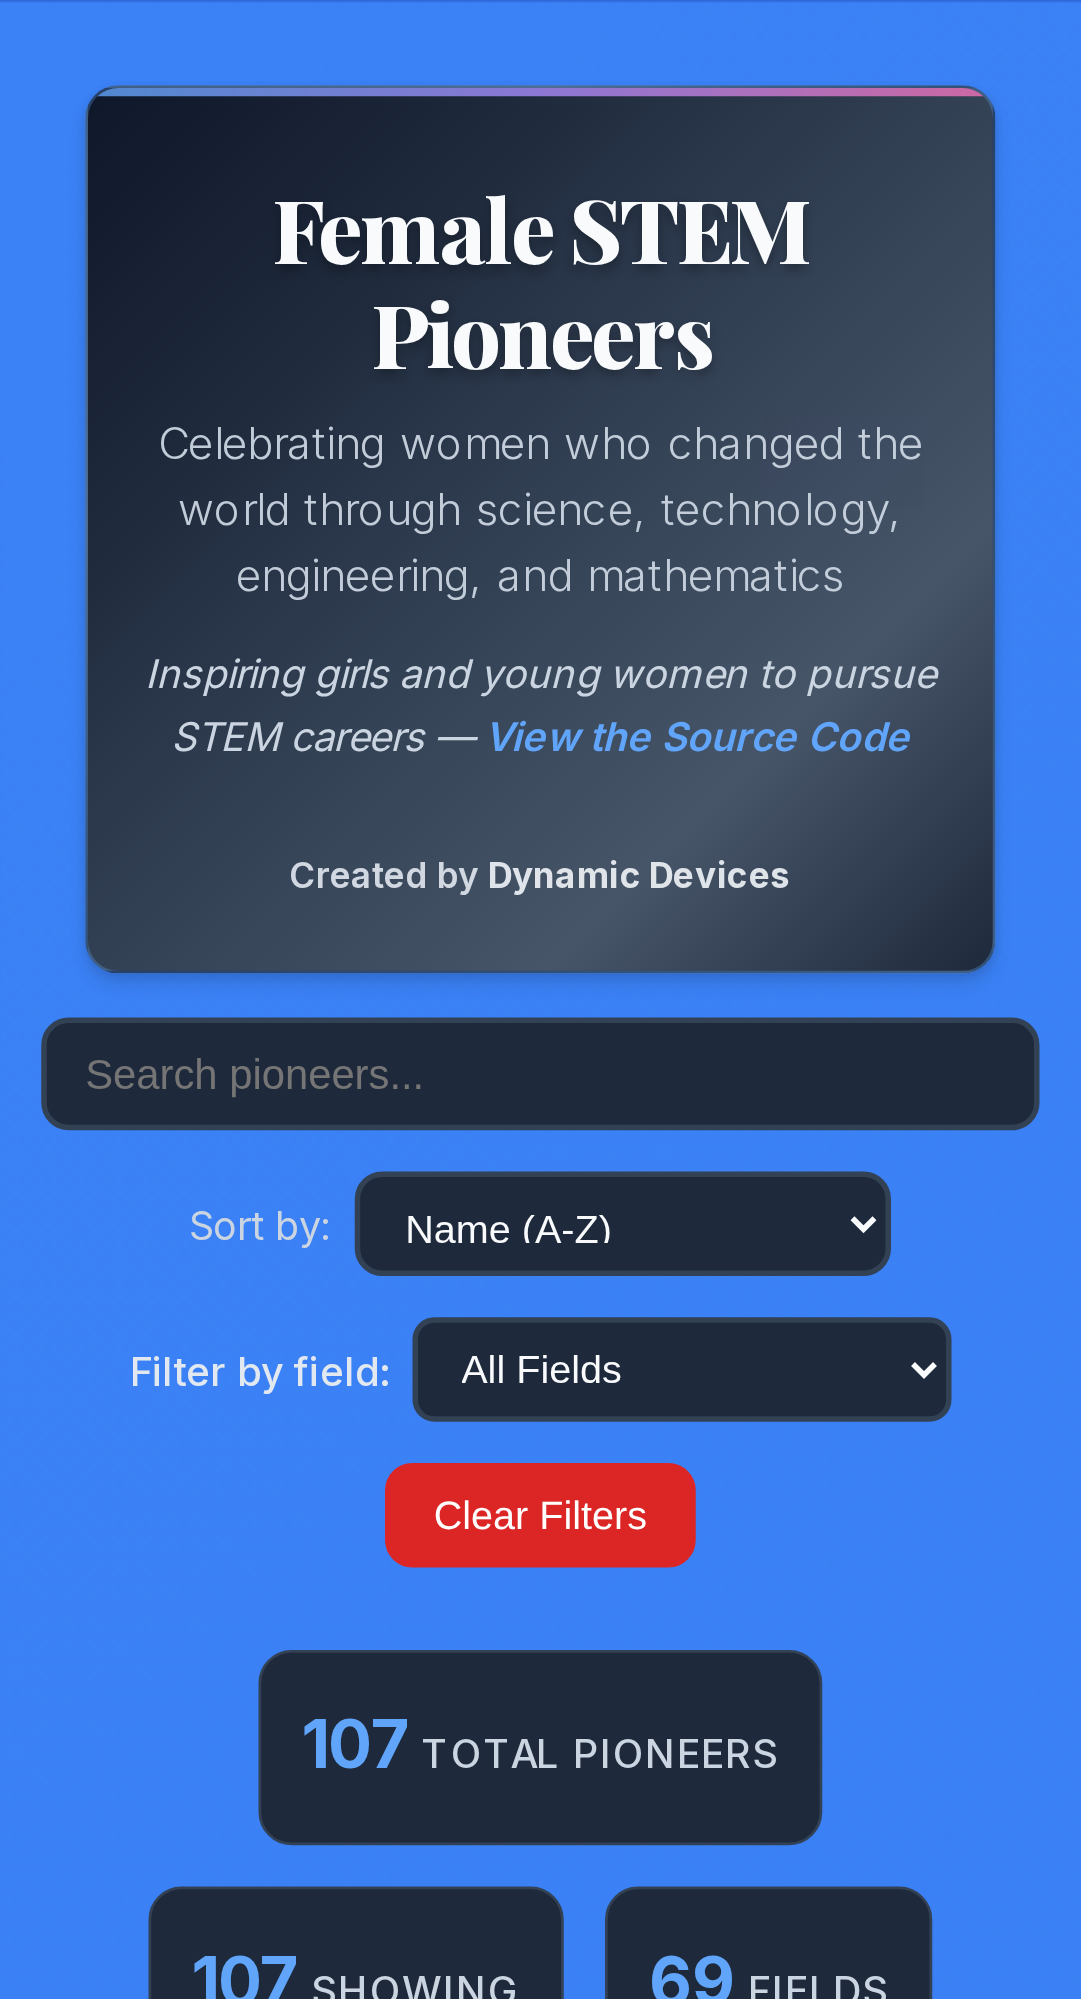 Female STEM
Pioneers
Celebrating women who changed the
world through science, technology,
engineering, and mathematics
Inspiring girls and young women to pursue
STEM careers — View the Source Code
Created by Dynamic Devices
Search pioneers...
Sort by: Name (A-Z)
Filter by field: All Fields
Clear Filters
107 TOTAL PIONEERS
107 SHOWING 69 FIELDS